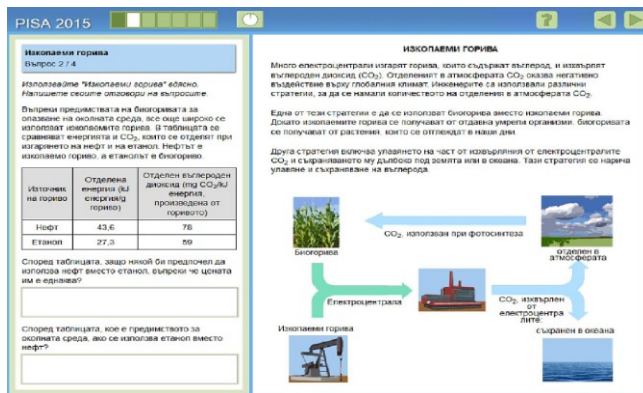 PISA 2015
?
Изкопаеми горива
Въпрос 2 / 4
Използвайте "Изкопаеми горива" вдясно.
Напишете своите отговори на въпросите.
Въпреки предимствата на биогоривата за
опазване на околната среда, все още широко се
използват изкопаемите горива. В таблицата се
сравняват енергията и CO₂, които се отделят при
изгарянето на нефт и на етанол. Нефтът е
изкопаемо гориво, а етанолът е биогориво.
Източник на гориво
Отделена енергия (kJ енергия/g гориво)
Отделен въглероден диоксид (mg CO₂/kJ енергия, произведена от горивото)
Нефт 43,6 78
Етанол 27,3 59
Според таблицата, защо някой би предпочел да
използва нефт вместо етанол, въпреки че цената
им е еднаква?
Според таблицата, кое е предимството за
околната среда, ако се използва етанол вместо
нефт?
ИЗКОПАЕМИ ГОРИВА
Много електроцентрали изгарят горива, които съдържат въглерод, и изхвърлят
въглероден диоксид (CO₂). Отделеният в атмосферата CO₂ оказва негативно
въздействие върху глобалния климат. Инженерите са използвали различни
стратегии, за да се намали количеството на отделения в атмосферата CO₂.
Една от тези стратегии е да се използват биогорива вместо изкопаеми горива.
Докато изкопаемите горива се получават от отдавна умрели организми, биогоривата
се получават от растения, които се отглеждат в наши дни.
Друга стратегия включва улавянето на част от изхвърляния от електроцентралите
CO₂ и съхраняването му дълбоко под земята или в океана. Тази стратегия се нарича
улавяне и съхраняване на въглерода.
CO₂, използван при фотосинтеза
Биогорива
отделен в
атмосферата
Електроцентрала
CO₂, изхвърлен
от
електроцентра
лите:
Изкопаеми горива
съхранен в океана